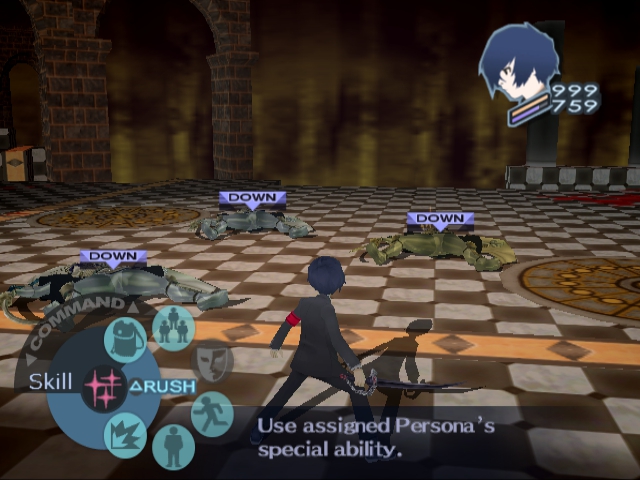 999
759
DOWN
DOWN
DOWN
COMMAND
Skill
△RUSH
Use assigned Persona's
special ability.